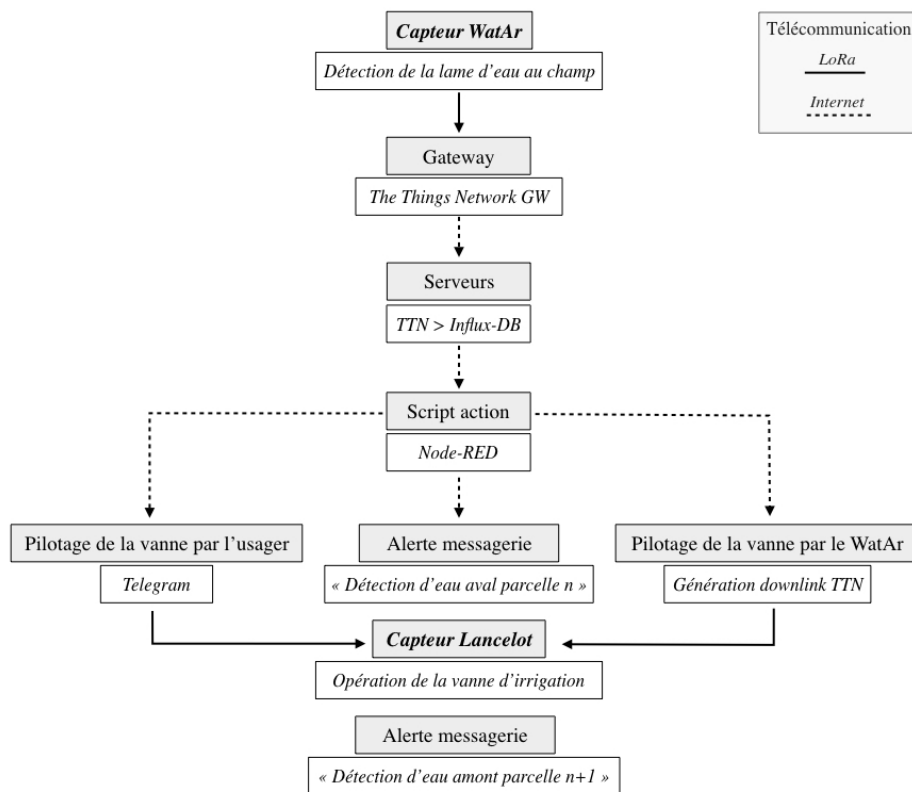 Capteur WatAr
Détection de la lame d'eau au champ
Télécommunication
LoRa
Internet
Gateway
The Things Network GW
Serveurs
TTN > Influx-DB
Script action
Node-RED
Pilotage de la vanne par l'usager
Telegram
Alerte messagerie
« Détection d'eau aval parcelle n »
Pilotage de la vanne par le WatAr
Génération downlink TTN
Capteur Lancelot
Opération de la vanne d'irrigation
Alerte messagerie
« Détection d'eau amont parcelle n+1 »